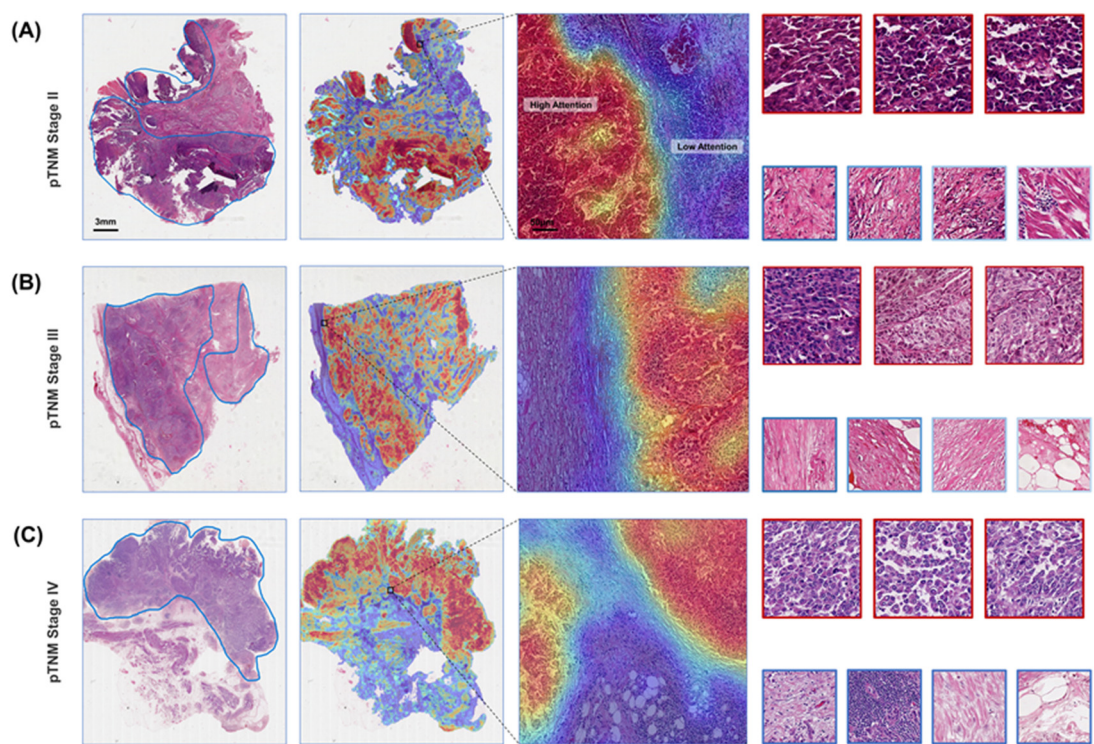 (A)
pTNM Stage II
3mm
High Attention
Low Attention
(B)
pTNM Stage III
(C)
pTNM Stage IV